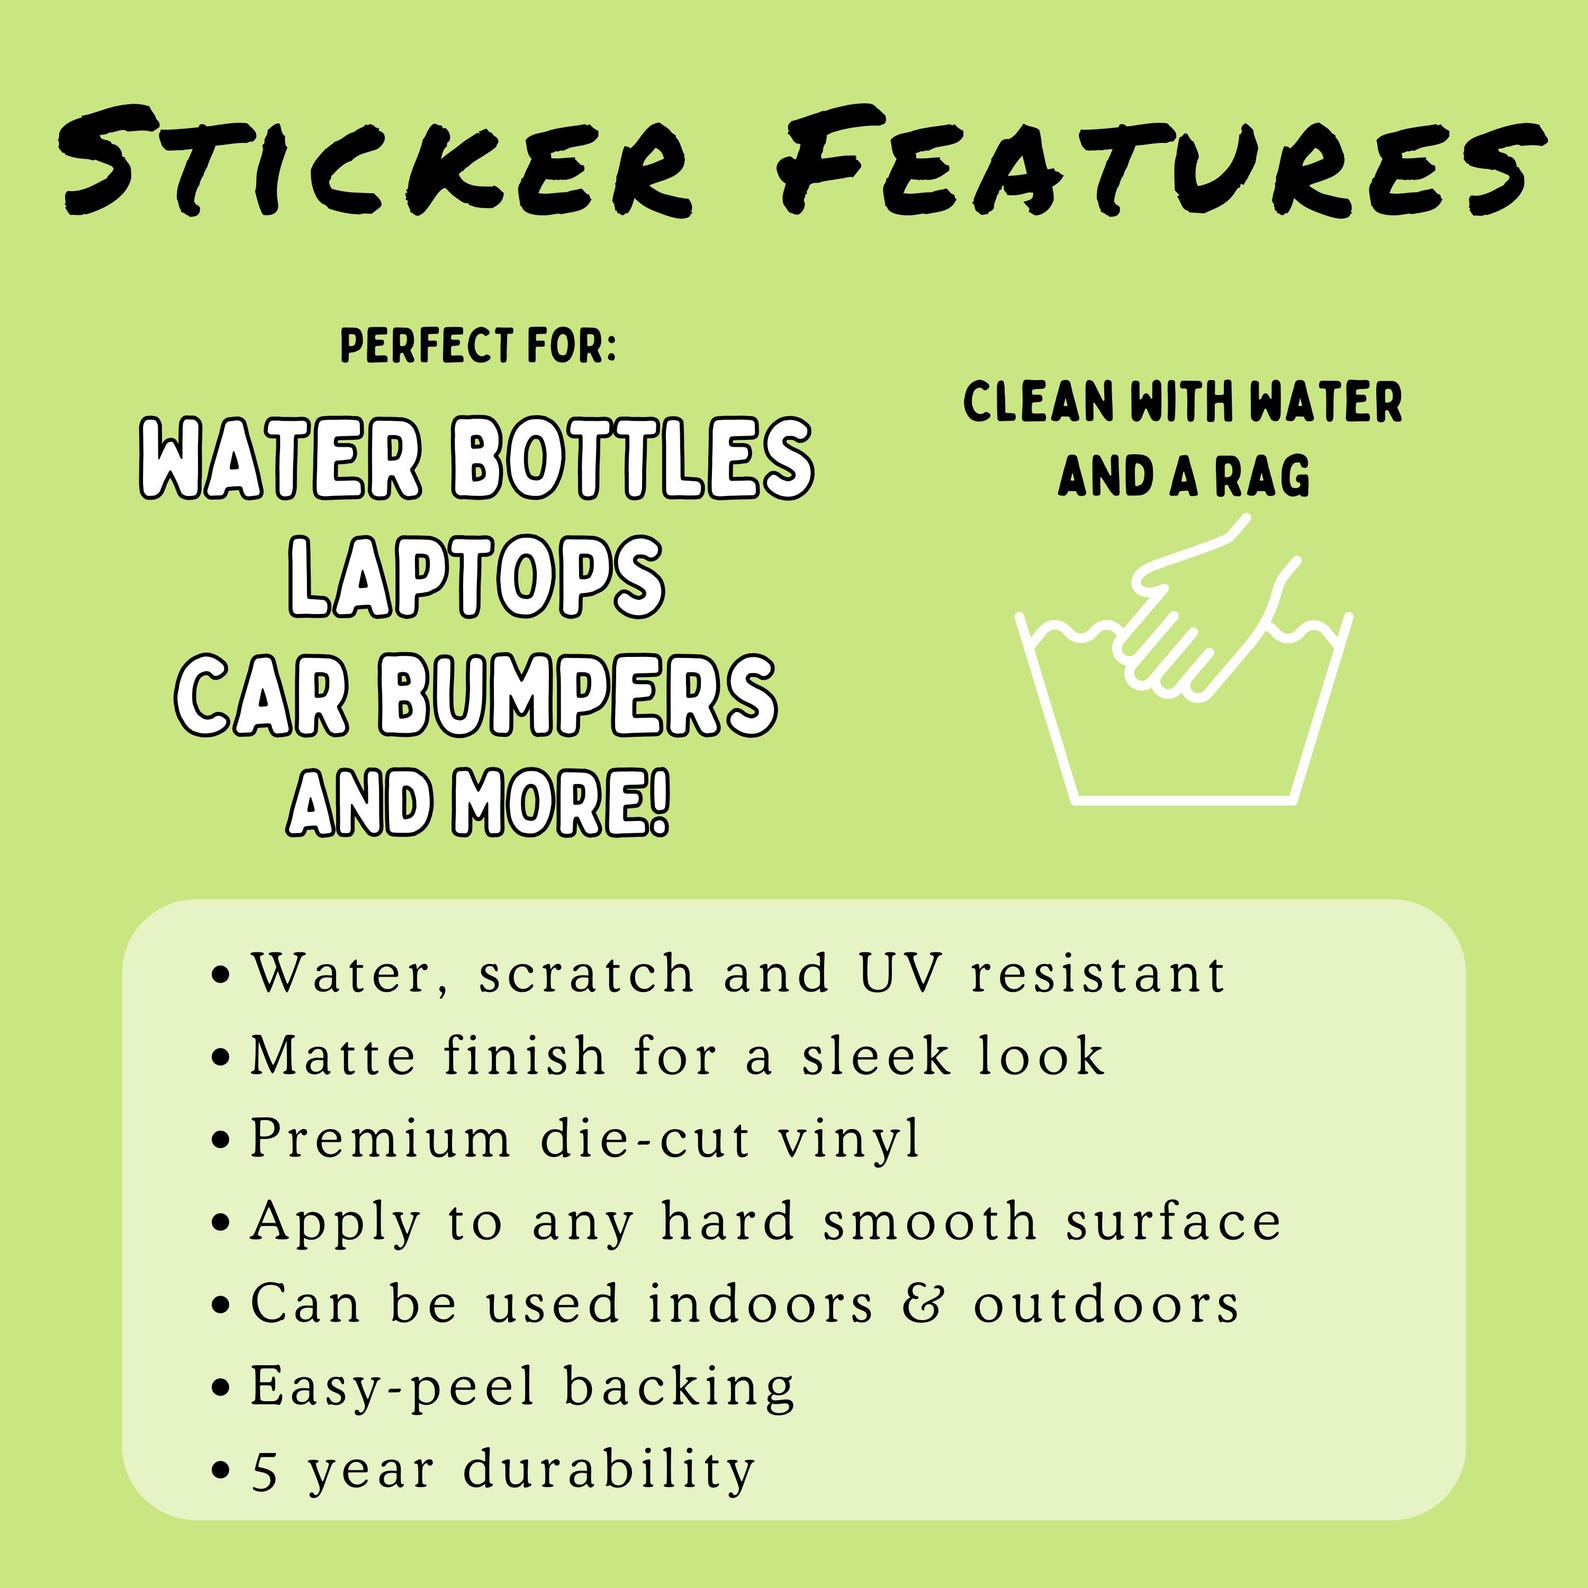 STICKER FEATURES
PERFECT FOR:
WATER BOTTLES
LAPTOPS
CAR BUMPERS
AND MORE!
CLEAN WITH WATER
AND A RAG
• Water, scratch and UV resistant
• Matte finish for a sleek look
• Premium die-cut vinyl
• Apply to any hard smooth surface
• Can be used indoors & outdoors
• Easy-peel backing
• 5 year durability